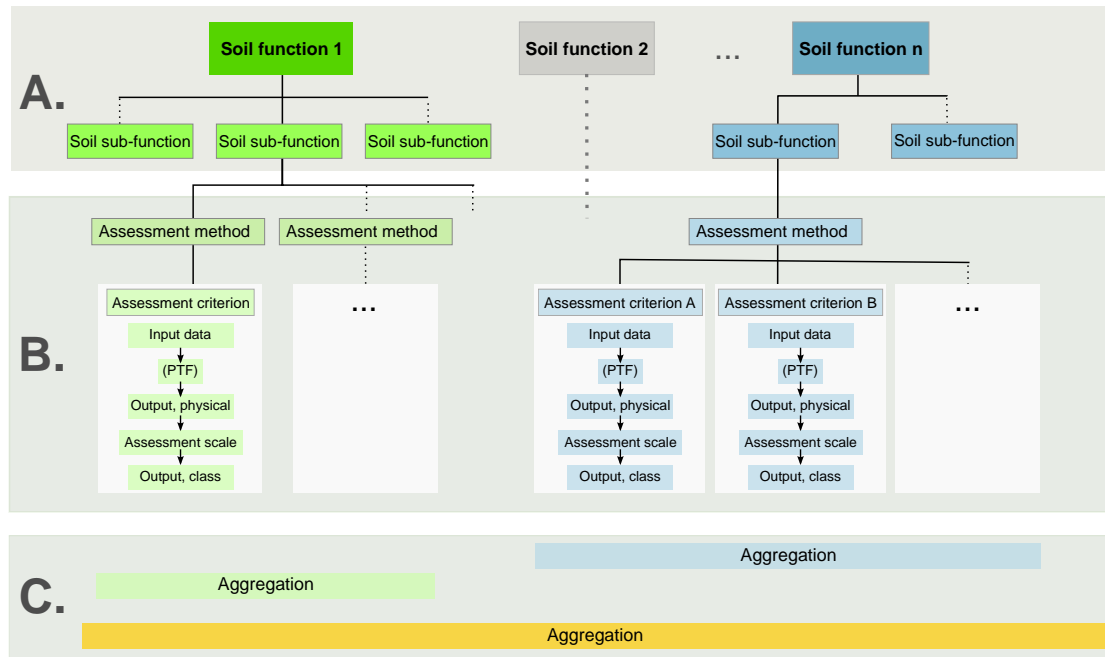 A.
Soil function 1
Soil function 2
...
Soil function n
Soil sub-function
Soil sub-function
Soil sub-function
Soil sub-function
Soil sub-function
B.
Assessment method
Assessment method
Assessment method
Assessment criterion
Input data
(PTF)
Output, physical
Assessment scale
Output, class
...
Assessment criterion A
Input data
(PTF)
Output, physical
Assessment scale
Output, class
Assessment criterion B
Input data
(PTF)
Output, physical
Assessment scale
Output, class
...
C.
Aggregation
Aggregation
Aggregation